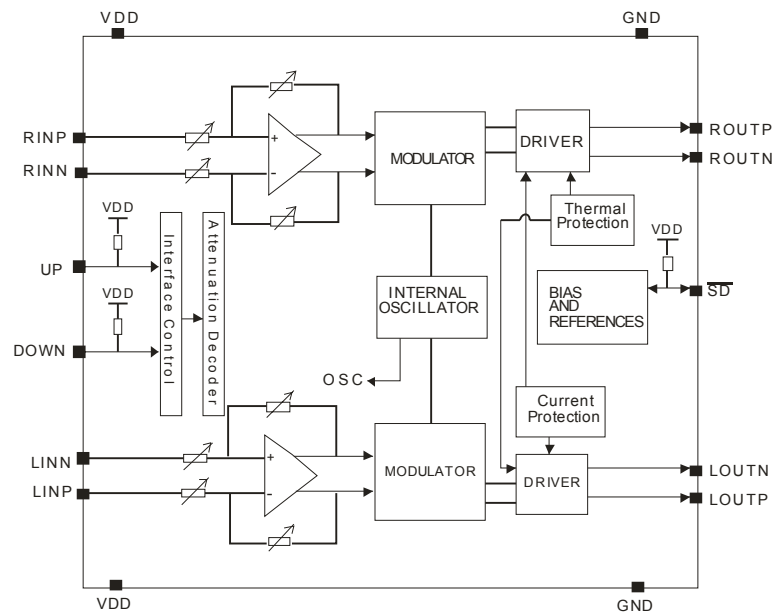 VDD
GND
RINP
RINN
+
-
MODULATOR
DRIVER
ROUTP
ROUTN
Thermal
Protection
VDD
VDD
UP
VDD
DOWN
Interface Control
Attenuation Decoder
INTERNAL
OSCILLATOR
OSC
BIAS
AND
REFERENCES
SD
Current
Protection
LINN
LINP
+
-
MODULATOR
DRIVER
LOUTN
LOUTP
VDD
GND